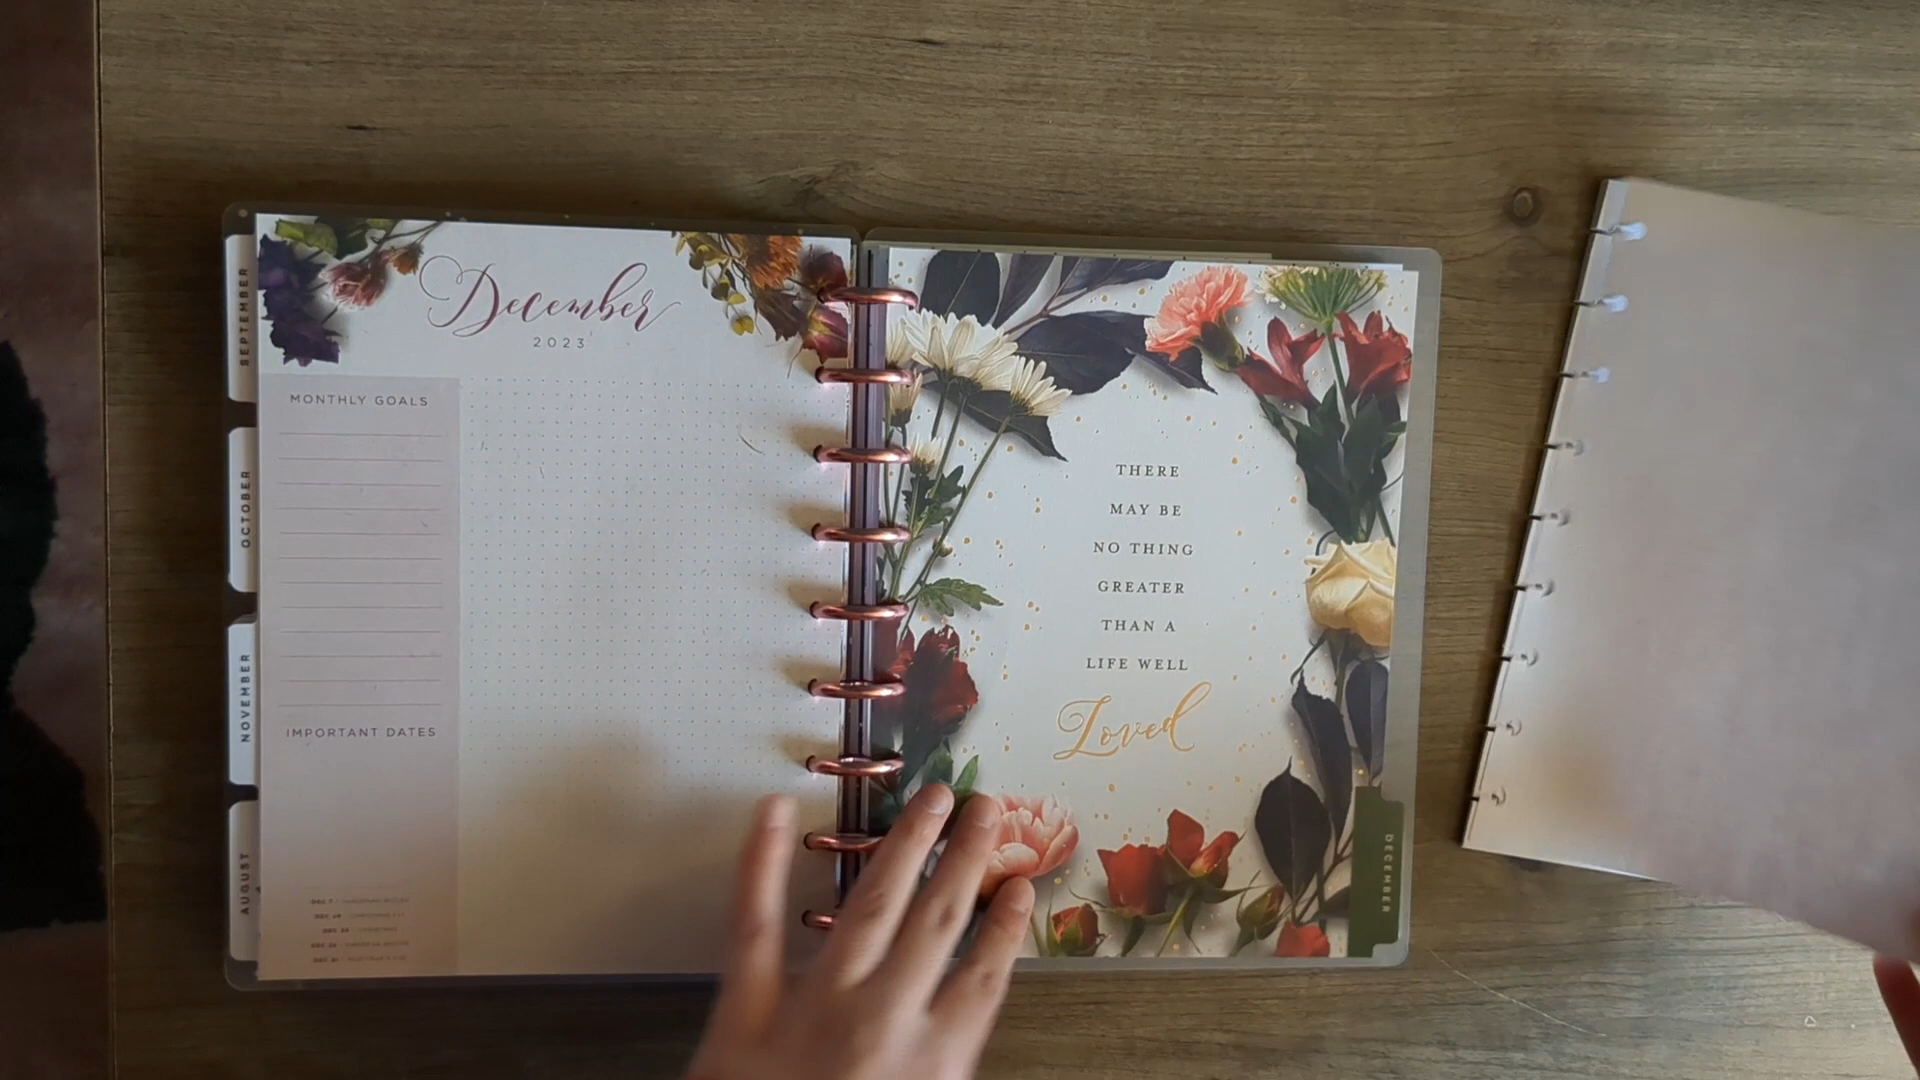 December
2023
MONTHLY GOALS
IMPORTANT DATES
SEPTEMBER
OCTOBER
NOVEMBER
AUGUST
THERE
MAY BE
NO THING
GREATER
THAN A
LIFE WELL
Loved
DECEMBER